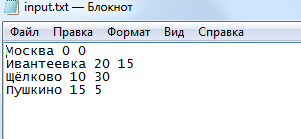 input.txt — Блокнот
Файл Правка Формат Вид Справка
Москва 0 0
Ивантеевка 20 15
Щёлково 10 30
Пушкино 15 5